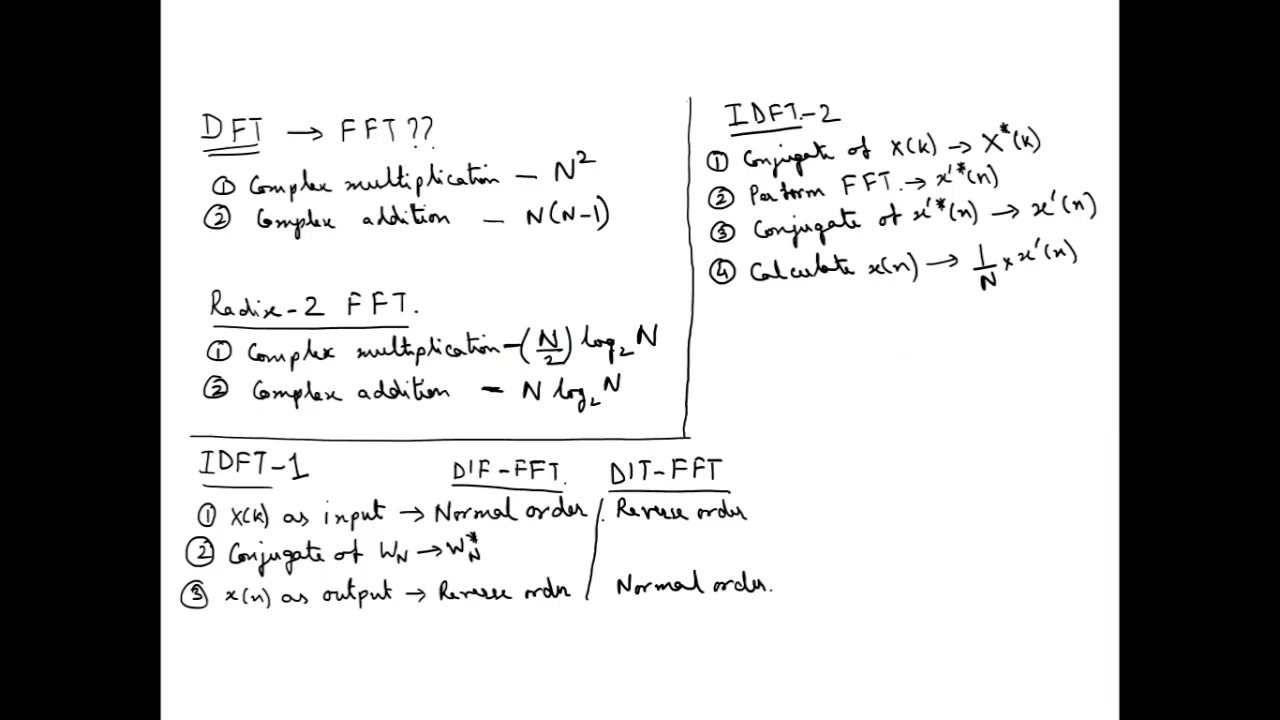 DFT → FFT??
① Complex multiplication – N²
② Complex addition – N(N-1)
Radix-2 FFT.
① Complex multiplication – (N/2) log₂ N
② Complex addition – N log₂ N
IDFT-2
① Conjugate of X(k) → X*(k)
② Perform FFT. → x'*(n)
③ Conjugate of x'*(n) → x'(n)
④ Calculate x(n) → 1/N × x'(n)
IDFT-1 DIF-FFT. DIT-FFT
① X(k) as input → Normal order / Reverse order
② Conjugate of W_N → W_N*
③ x(n) as output → Reverse order / Normal order.